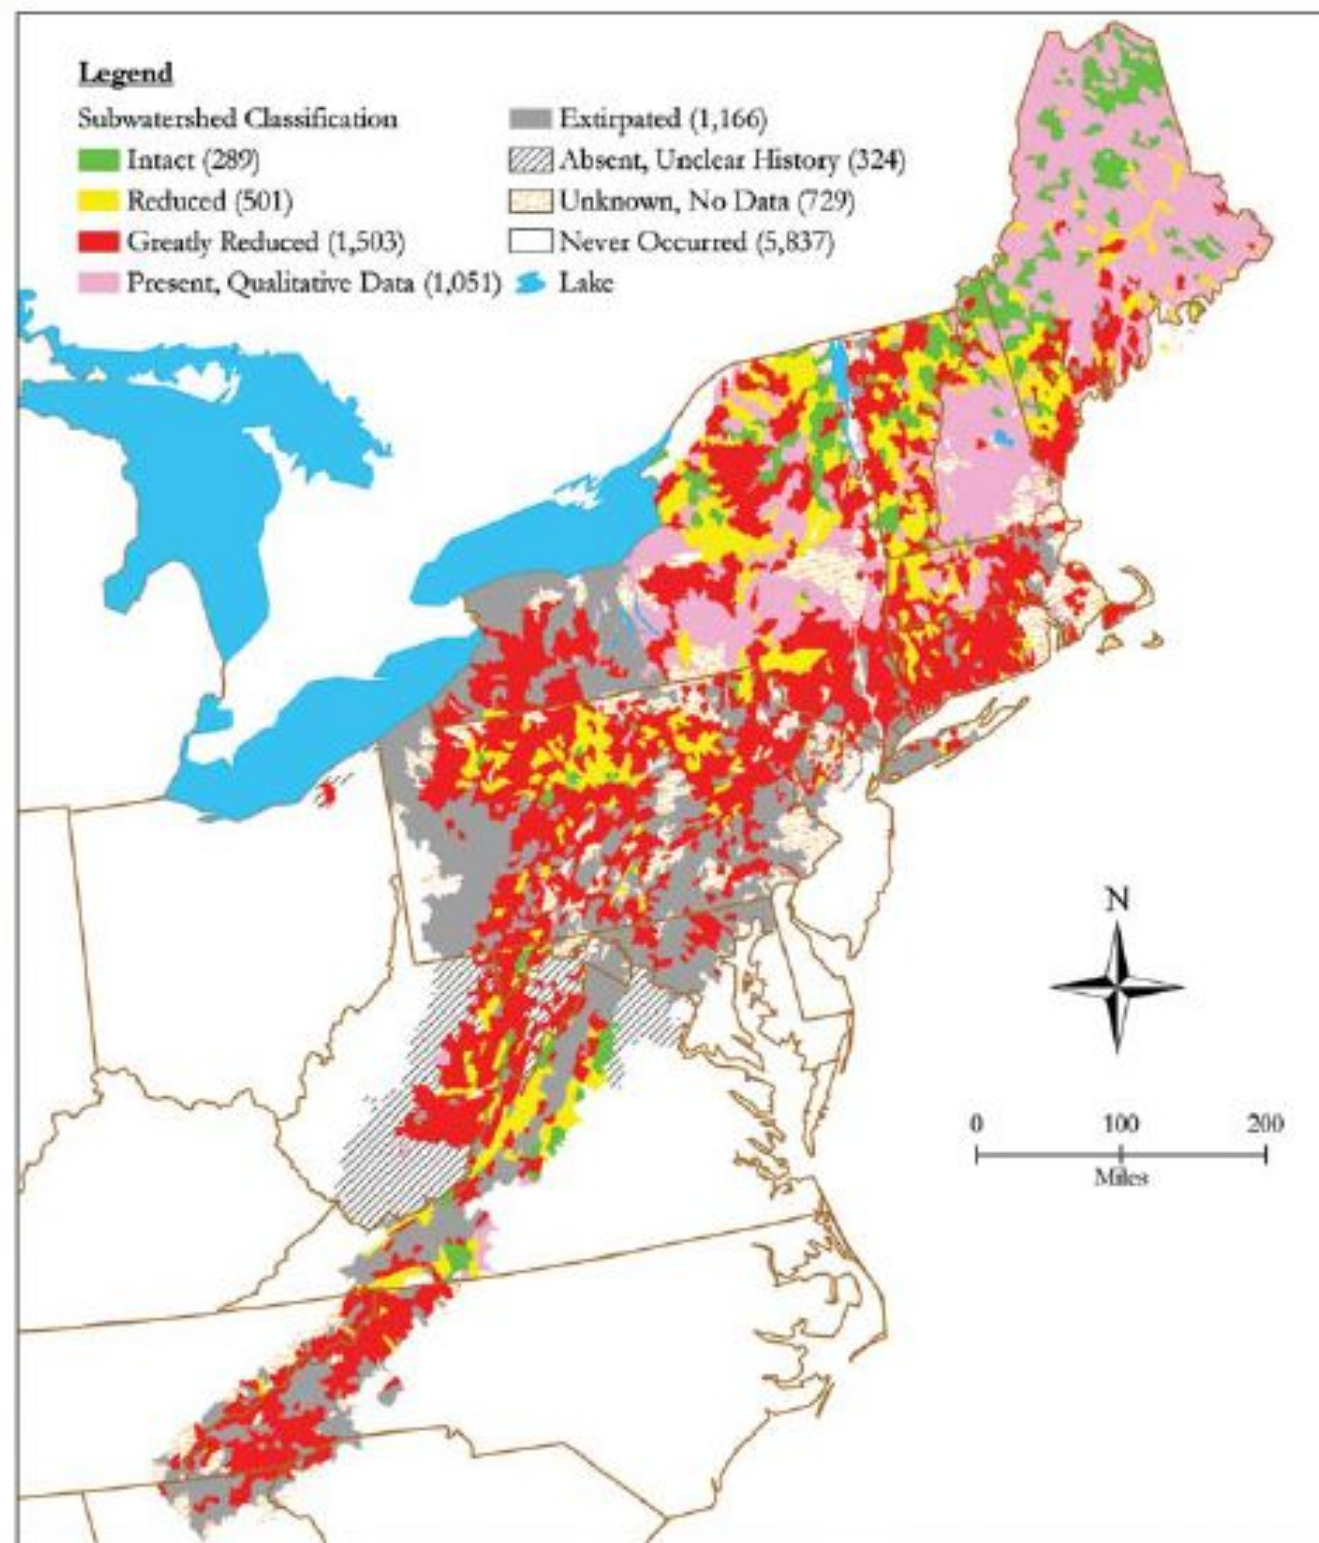 Legend
Subwatershed Classification
Intact (289)
Reduced (501)
Greatly Reduced (1,503)
Present, Qualitative Data (1,051)
Extirpated (1,166)
Absent, Unclear History (324)
Unknown, No Data (729)
Never Occurred (5,837)
Lake
N
0 100 200
Miles